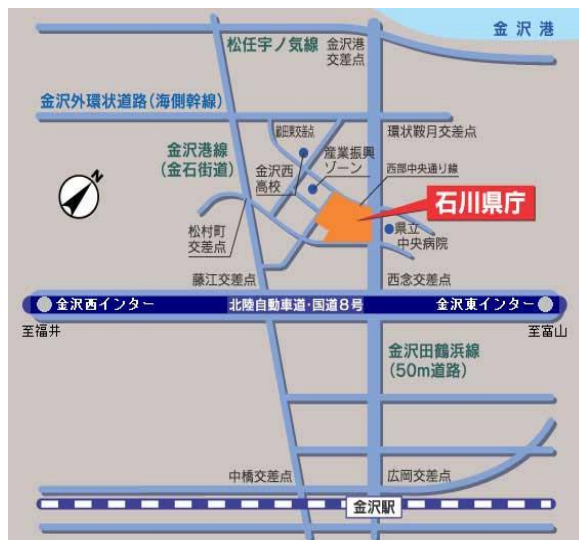 金沢港
松任宇ノ気線
金沢港
交差点
金沢外環状道路(海側幹線)
環状鞍月交差点
金沢港線
(金石街道)
金沢西
高校
産業振興
ゾーン
西部中央通り線
石川県庁
松村町
交差点
県立
中央病院
藤江交差点
西念交差点
金沢西インター
北陸自動車道・国道8号
金沢東インター
至福井
至富山
金沢田鶴浜線
(50m道路)
中橋交差点
広岡交差点
金沢駅
N